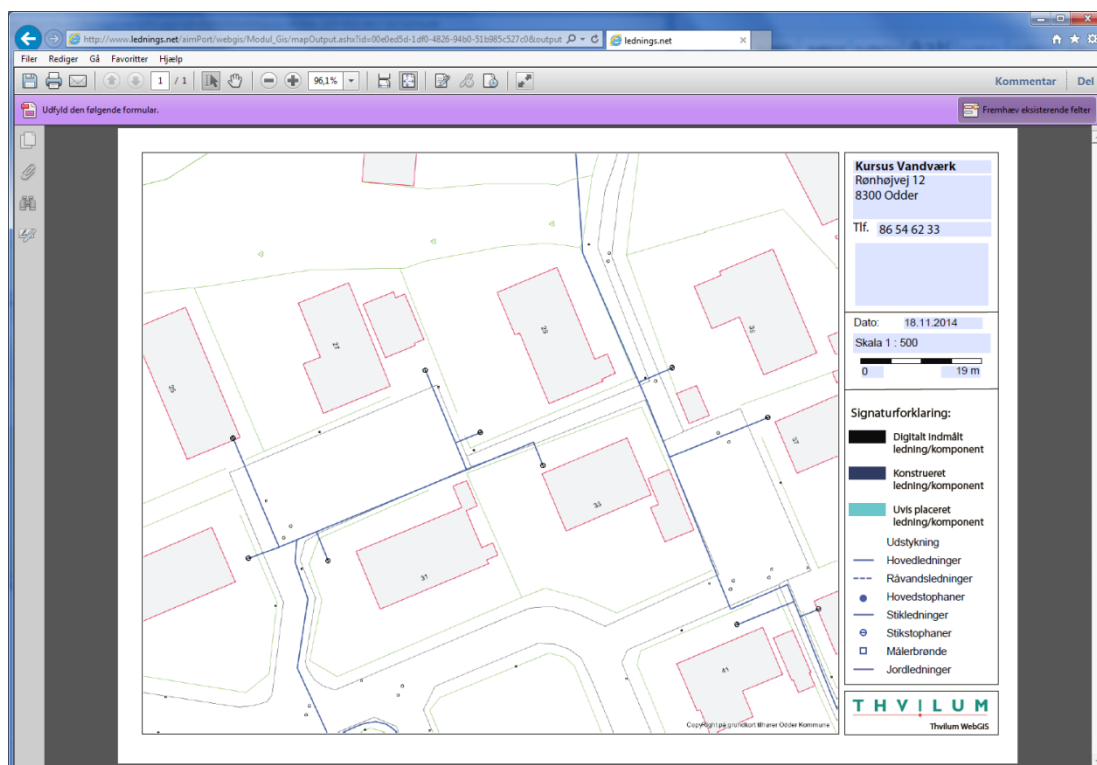 http://www.lednings.net/aimPort/webgis/Modul_Gis/mapOutput.ashx?id=00e0ed5d-1df0-4826-94b0-51b985c527c0&output
lednings.net
Filer Rediger Gå Favoritter Hjælp
1 / 1
96,1%
Kommentar Del
Udfyld den følgende formular.
Fremhæv eksisterende felter
Kursus Vandværk
Rønhøjvej 12
8300 Odder
Tlf. 86 54 62 33
Dato: 18.11.2014
Skala 1 : 500
0 19 m
Signaturforklaring:
Digitalt indmålt
ledning/komponent
Konstrueret
ledning/komponent
Uvis placeret
ledning/komponent
Udstykning
Hovedledninger
Råvandsledninger
Hovedstophaner
Stikledninger
Stikstophaner
Målerbrønde
Jordledninger
THVILUM
Thvilum WebGIS
27
29
31
33
37
41
Copyright på grundkort tilhører Odder Kommune